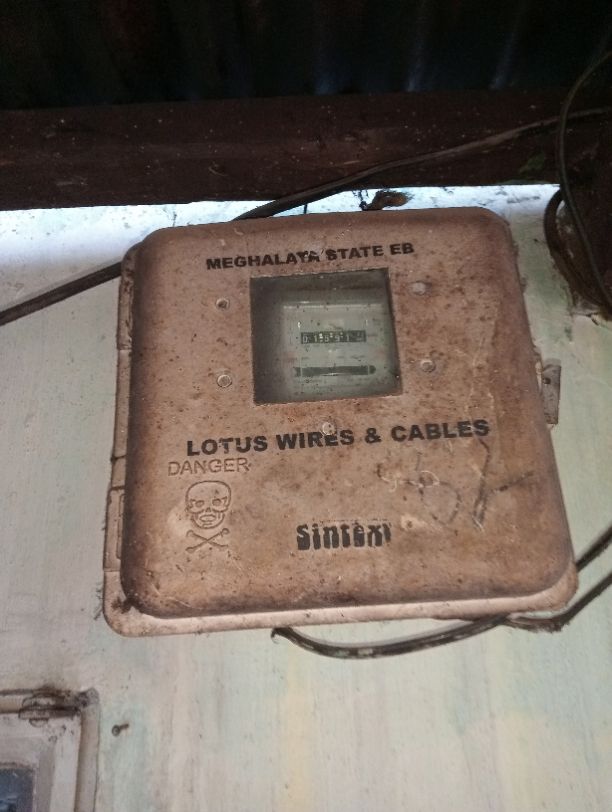 MEGHALAYA STATE EB
LOTUS WIRES & CABLES
DANGER
Sintex